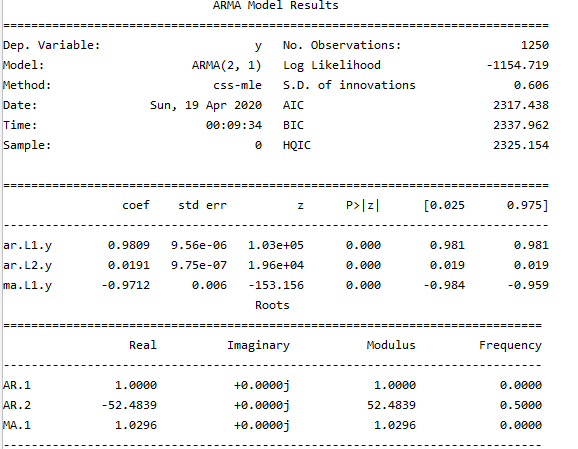 ARMA Model Results
==============================================================================
Dep. Variable:                      y   No. Observations:                 1250
Model:                     ARMA(2, 1)   Log Likelihood               -1154.719
Method:                       css-mle   S.D. of innovations              0.606
Date:                Sun, 19 Apr 2020   AIC                           2317.438
Time:                        00:09:34   BIC                           2337.962
Sample:                             0   HQIC                          2325.154
==============================================================================
                 coef    std err          z      P>|z|      [0.025      0.975]
------------------------------------------------------------------------------
ar.L1.y        0.9809   9.56e-06   1.03e+05      0.000       0.981       0.981
ar.L2.y        0.0191   9.75e-07   1.96e+04      0.000       0.019       0.019
ma.L1.y       -0.9712      0.006   -153.156      0.000      -0.984      -0.959
                                    Roots
=============================================================================
                  Real          Imaginary           Modulus         Frequency
-----------------------------------------------------------------------------
AR.1            1.0000           +0.0000j            1.0000            0.0000
AR.2          -52.4839           +0.0000j           52.4839            0.5000
MA.1            1.0296           +0.0000j            1.0296            0.0000
-----------------------------------------------------------------------------